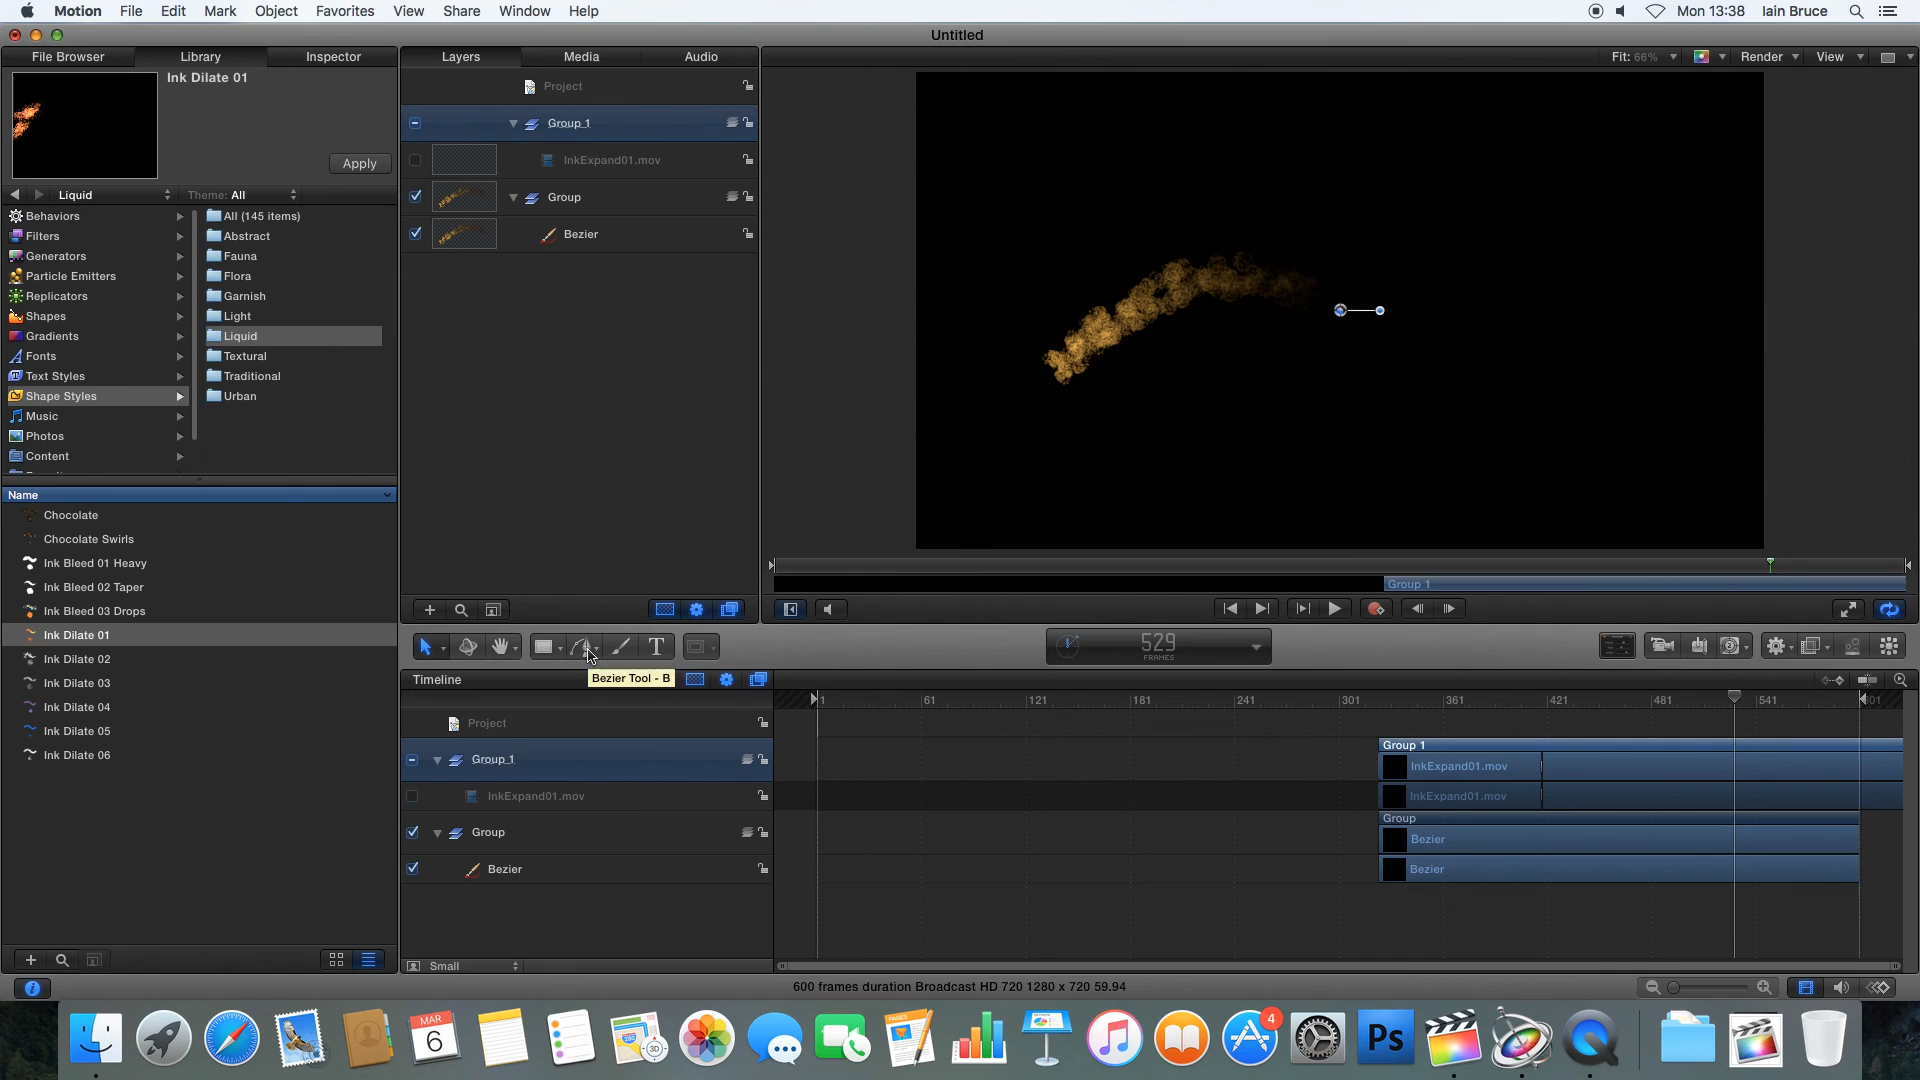 Motion File Edit Mark Object Favorites View Share Window Help Mon 13:38 Iain Bruce
Untitled
File Browser Library Inspector Layers Media Audio Fit: 66% Render View
Ink Dilate 01
Apply
Liquid Theme: All
Behaviors
Filters
Generators
Particle Emitters
Replicators
Shapes
Gradients
Fonts
Text Styles
Shape Styles
Music
Photos
Content
All (145 items)
Abstract
Fauna
Flora
Garnish
Light
Liquid
Textural
Traditional
Urban
Name
Chocolate
Chocolate Swirls
Ink Bleed 01 Heavy
Ink Bleed 02 Taper
Ink Bleed 03 Drops
Ink Dilate 01
Ink Dilate 02
Ink Dilate 03
Ink Dilate 04
Ink Dilate 05
Ink Dilate 06
Project
Group 1
InkExpand01.mov
Group
Bezier
Group 1
T
529
FRAMES
Bezier Tool - B
Timeline
1 61 121 181 241 301 361 421 481 541 601
Project
Group 1
InkExpand01.mov
Group
Bezier
Group 1
InkExpand01.mov
InkExpand01.mov
Group
Bezier
Bezier
Small
600 frames duration Broadcast HD 720 1280 x 720 59.94
MAR
6
PAGES
3D
4
Ps